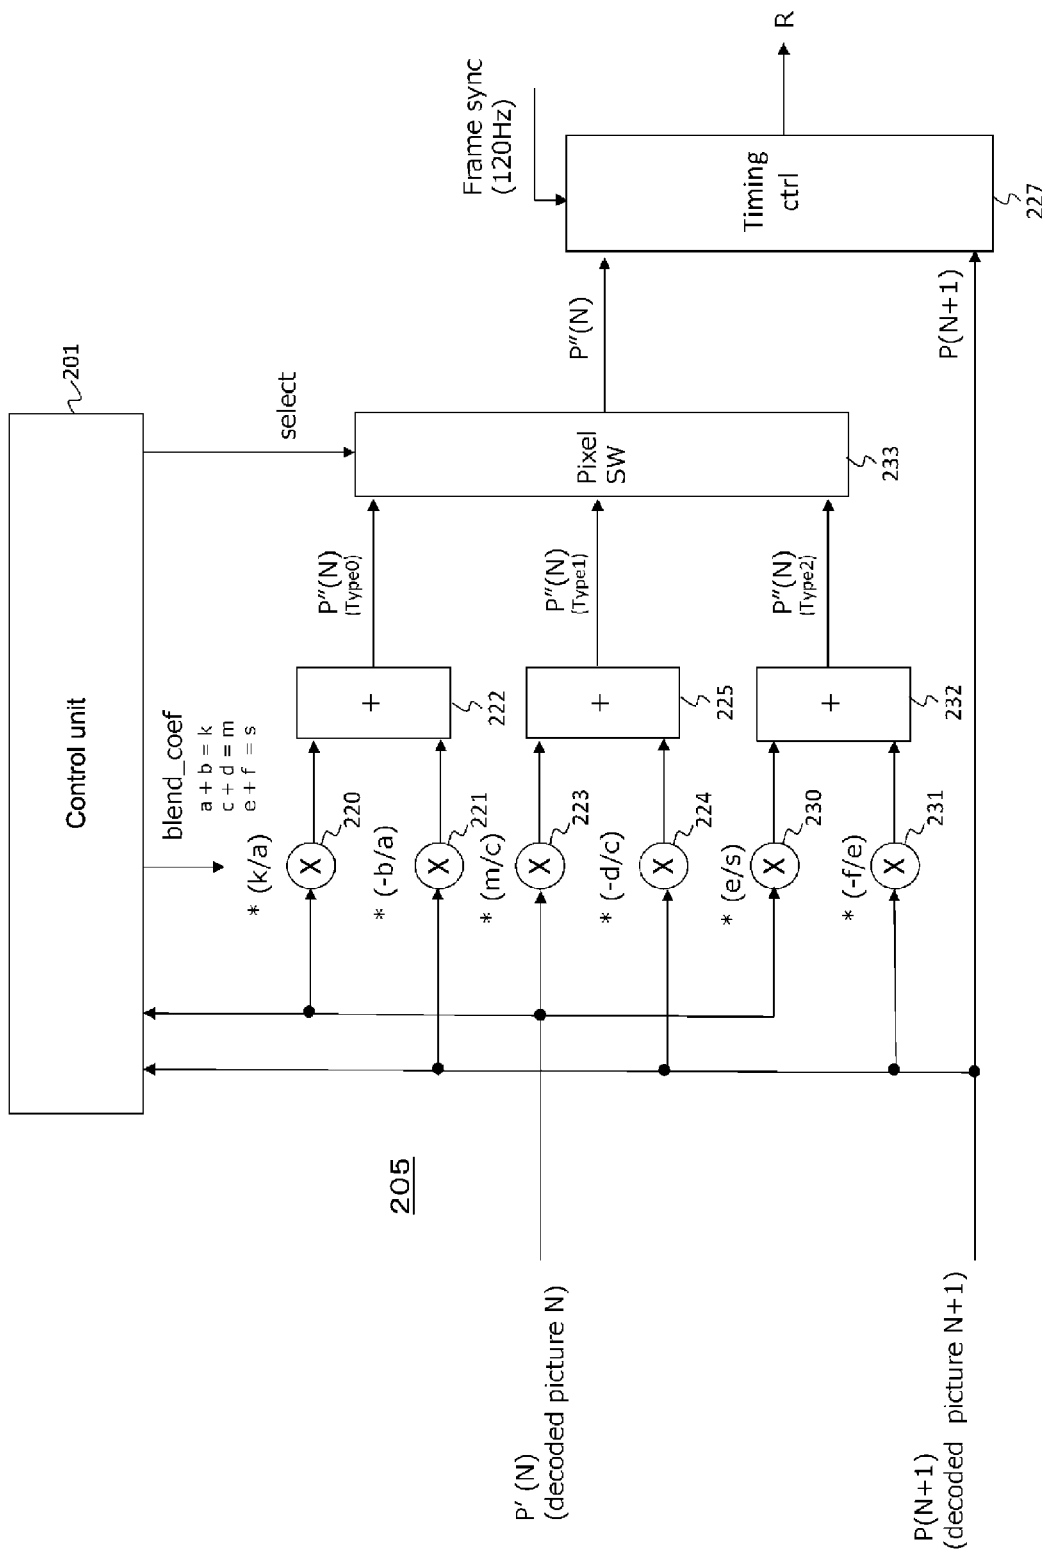 Control unit
201
blend_coef
a + b = k
c + d = m
e + f = s
select
* (k/a)
X
220
* (-b/a)
X
221
* (m/c)
X
223
* (-d/c)
X
224
* (e/s)
X
230
* (-f/e)
X
231
+
222
+
225
+
232
P″(N)
(Type0)
P″(N)
(Type1)
P″(N)
(Type2)
Pixel
SW
233
P″(N)
P(N+1)
Frame sync
(120Hz)
Timing
ctrl
227
R
205
P′ (N)
(decoded picture N)
P(N+1)
(decoded picture N+1)